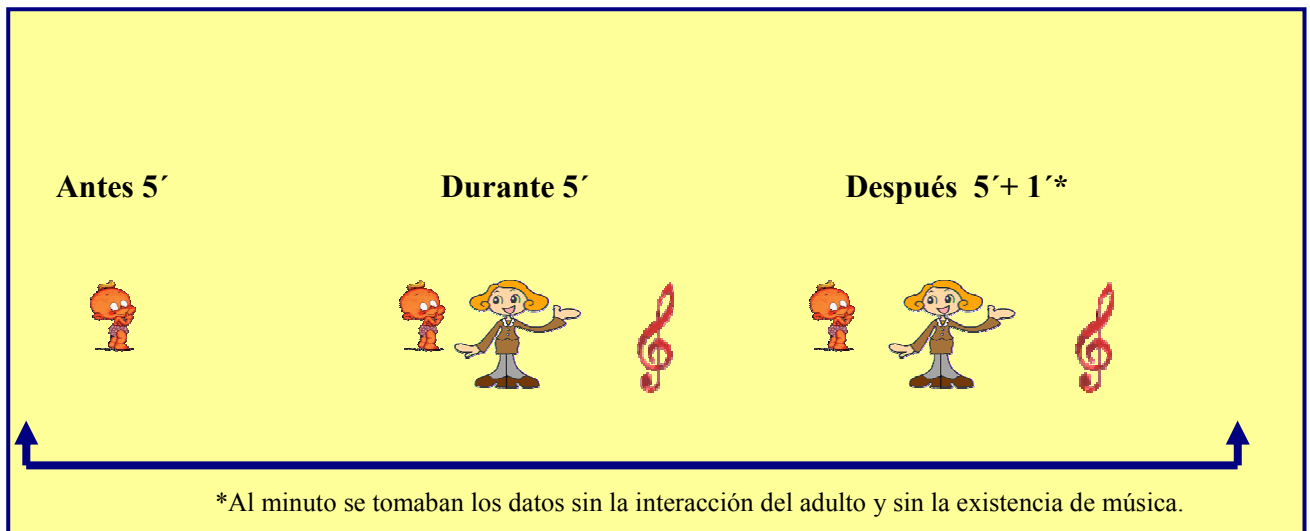 Antes 5´ Durante 5´ Después 5´+ 1´*
*Al minuto se tomaban los datos sin la interacción del adulto y sin la existencia de música.